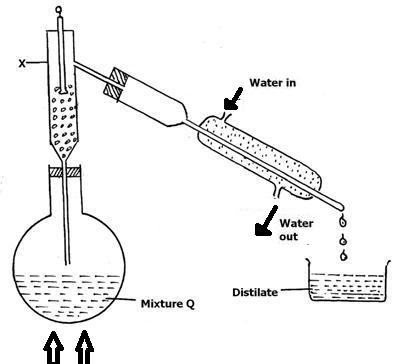 X
Water in
Water
out
Mixture Q
Distilate